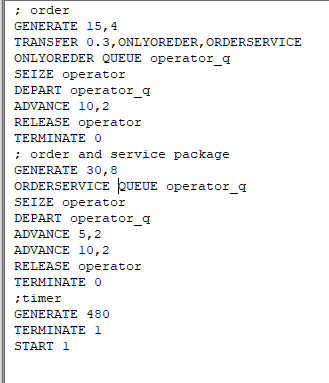 ; order
GENERATE 15,4
TRANSFER 0.3,ONLYOREDER,ORDERSERVICE
ONLYOREDER QUEUE operator_q
SEIZE operator
DEPART operator_q
ADVANCE 10,2
RELEASE operator
TERMINATE 0
; order and service package
GENERATE 30,8
ORDERSERVICE QUEUE operator_q
SEIZE operator
DEPART operator_q
ADVANCE 5,2
ADVANCE 10,2
RELEASE operator
TERMINATE 0
;timer
GENERATE 480
TERMINATE 1
START 1